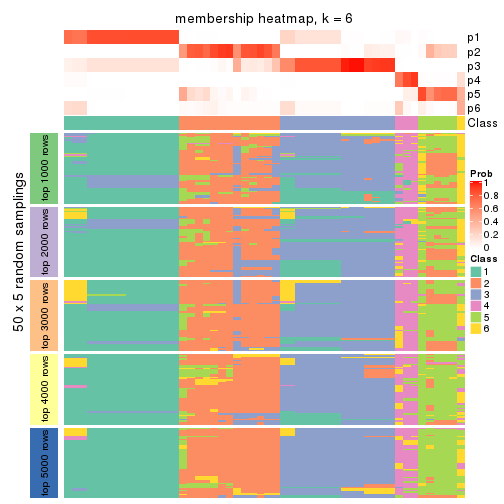 membership heatmap, k = 6
p1
p2
p3
p4
p5
p6
Class
50 x 5 random samplings
top 1000 rows
top 2000 rows
top 3000 rows
top 4000 rows
top 5000 rows
Prob
1
0.8
0.6
0.4
0.2
0
Class
1
2
3
4
5
6